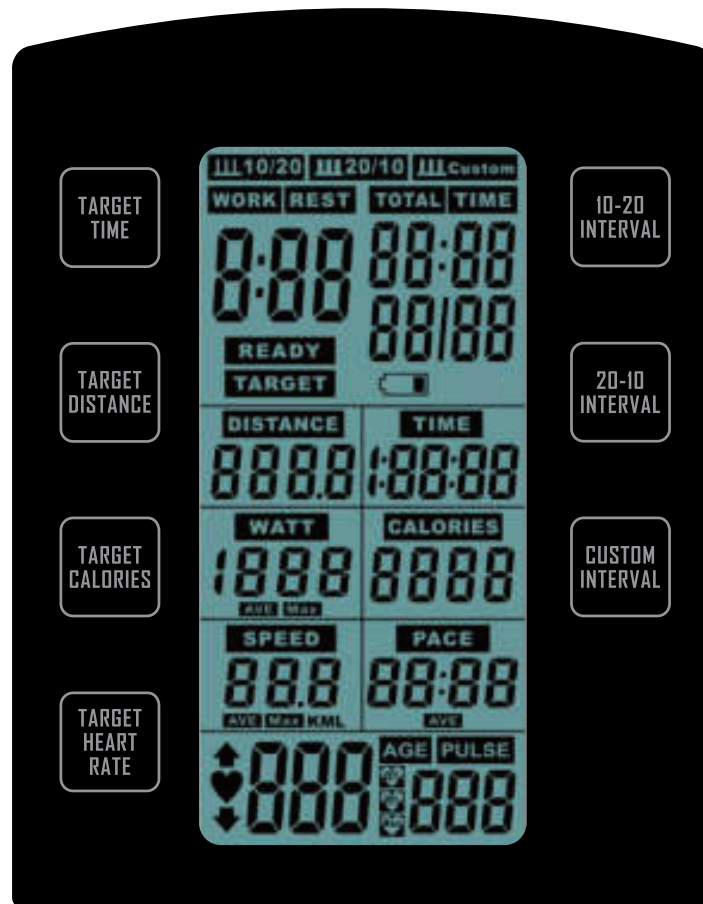 10/20 20/10 Custom
WORK REST TOTAL TIME
8:88 88:88
88|88
READY
TARGET
DISTANCE TIME
888.8 1:88:88
WATT CALORIES
1888 8888
AVE Max
SPEED PACE
88.8 88:88
AVE Max KML AVE
AGE PULSE
888 888
TARGET
TIME
TARGET
DISTANCE
TARGET
CALORIES
TARGET
HEART
RATE
10-20
INTERVAL
20-10
INTERVAL
CUSTOM
INTERVAL